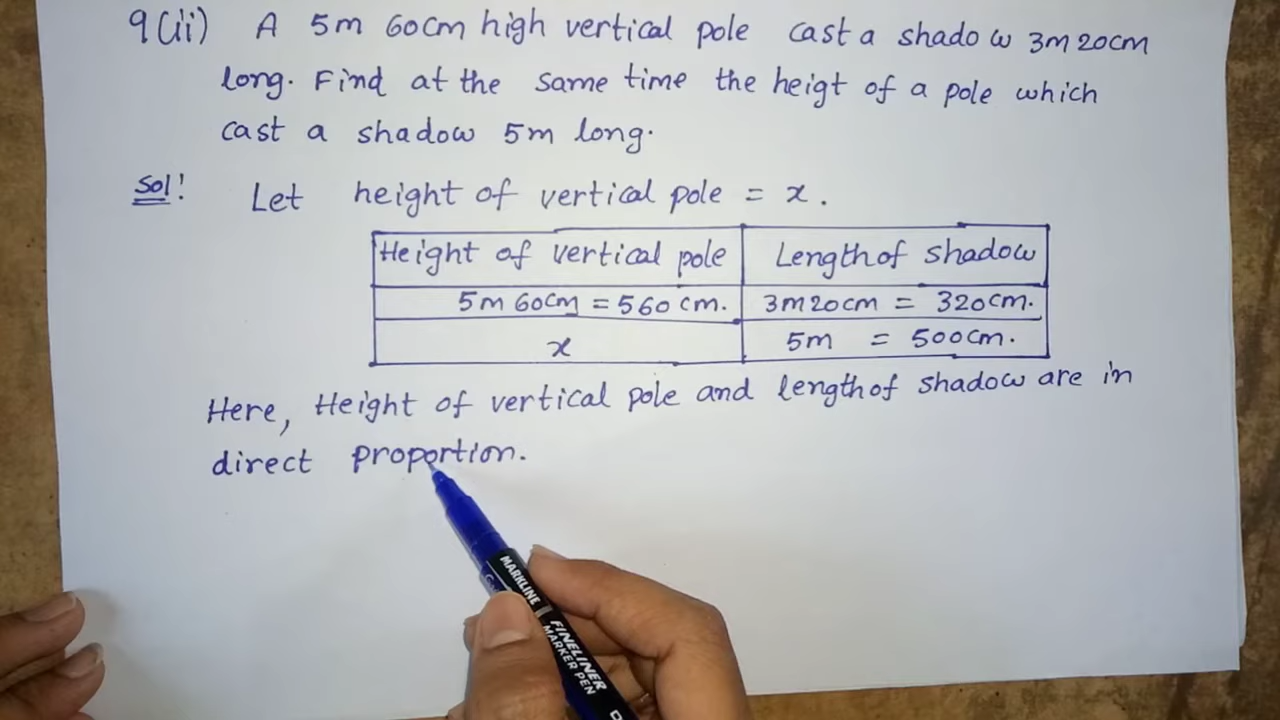 9(ii) A 5m 60cm high vertical pole cast a shadow 3m 20cm
long. Find at the same time the heigt of a pole which
cast a shadow 5m long.
Sol! Let height of vertical pole = x.
Height of vertical pole Length of shadow
5m 60cm = 560 cm. 3m 20cm = 320cm.
x 5m = 500cm.
Here, Height of vertical pole and length of shadow are in
direct proportion.
MARKLINE
FINELINER
MARKER PEN